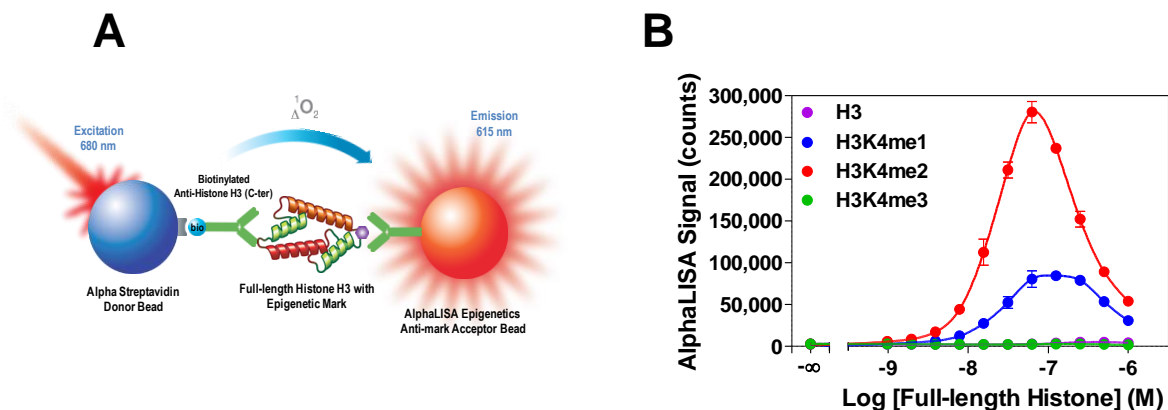 A
Excitation
680 nm
1
Δ O2
Emission
615 nm
Biotinylated
Anti-Histone H3 (C-ter)
bio
Full-length Histone H3 with
Epigenetic Mark
Alpha Streptavidin
Donor Bead
AlphaLISA Epigenetics
Anti-mark Acceptor Bead
B
AlphaLISA Signal (counts)
300,000
250,000
200,000
150,000
100,000
50,000
0
H3
H3K4me1
H3K4me2
H3K4me3
-∞ -9 -8 -7 -6
Log [Full-length Histone] (M)